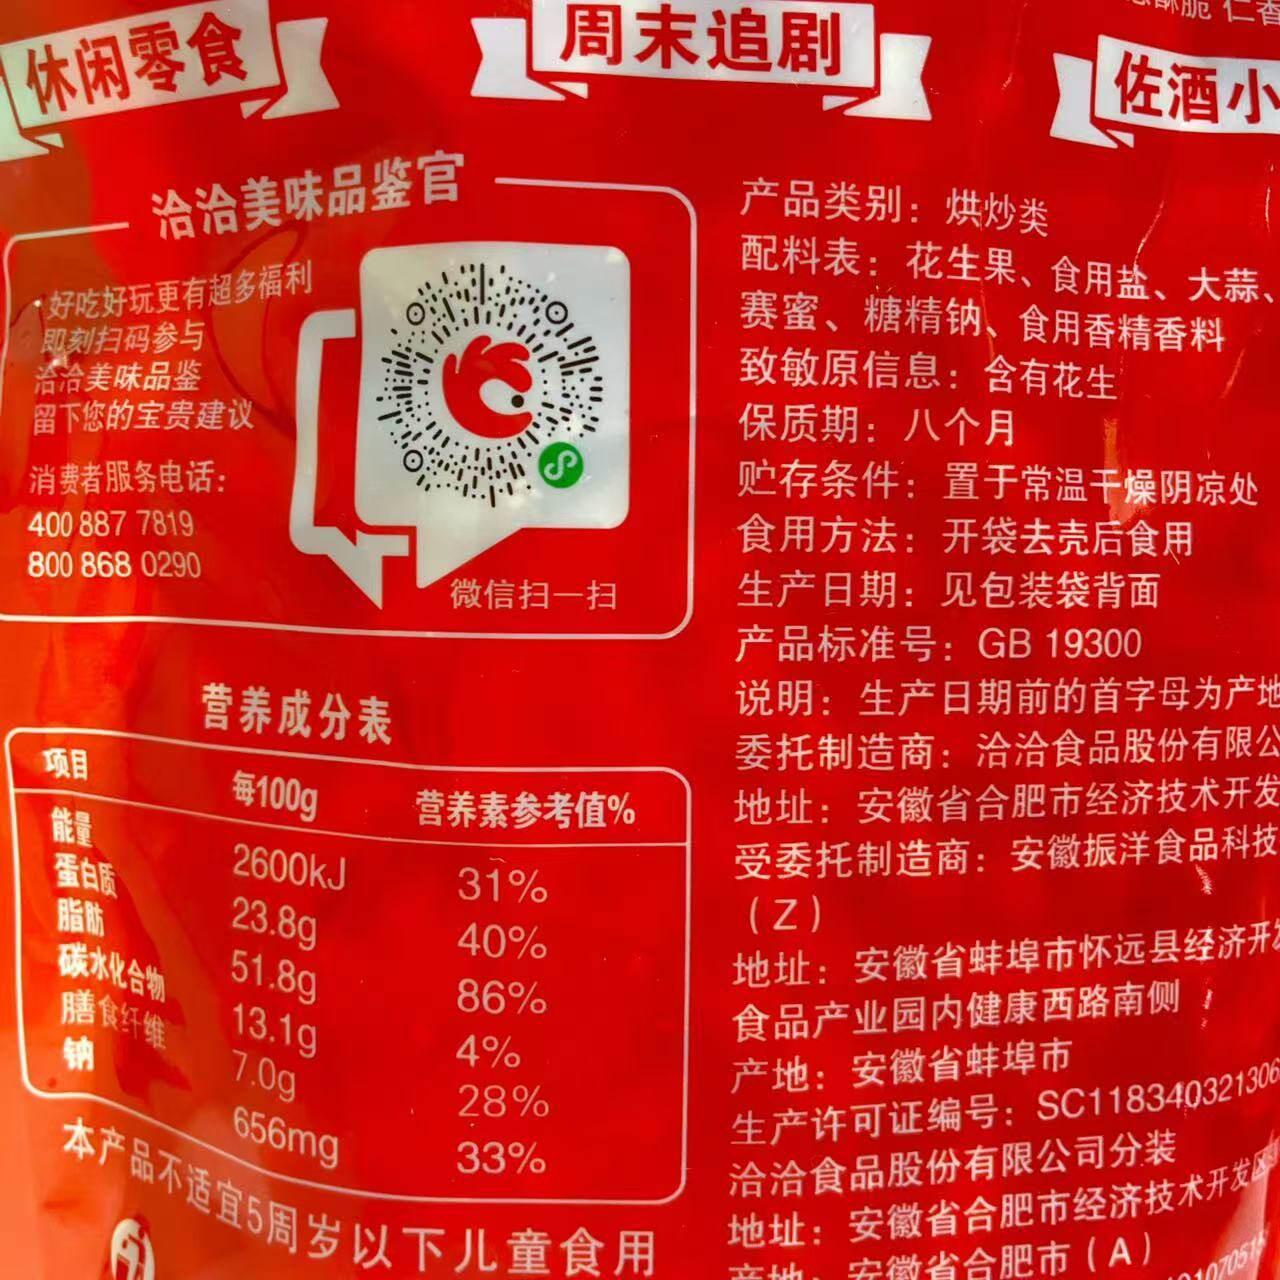 休闲零食
周末追剧
佐酒小
酥脆 仁香
洽洽美味品鉴官
好吃好玩更有超多福利
即刻扫码参与
洽洽美味品鉴
留下您的宝贵建议
消费者服务电话：
400 887 7819
800 868 0290
微信扫一扫
营养成分表
项目 每100g 营养素参考值%
能量 2600kJ 31%
蛋白质 23.8g 40%
脂肪 51.8g 86%
碳水化合物 13.1g 4%
膳食纤维 7.0g 28%
钠 656mg 33%
本产品不适宜5周岁以下儿童食用
产品类别：烘炒类
配料表：花生果、食用盐、大蒜、
赛蜜、糖精钠、食用香精香料
致敏原信息：含有花生
保质期：八个月
贮存条件：置于常温干燥阴凉处
食用方法：开袋去壳后食用
生产日期：见包装袋背面
产品标准号：GB 19300
说明：生产日期前的首字母为产地
委托制造商：洽洽食品股份有限公
地址：安徽省合肥市经济技术开发
受委托制造商：安徽振洋食品科技
（Z）
地址：安徽省蚌埠市怀远县经济开发
食品产业园内健康西路南侧
产地：安徽省蚌埠市
生产许可证编号：SC118340321306
洽洽食品股份有限公司分装
地址：安徽省合肥市经济技术开发区
产地：安徽省合肥市（A）